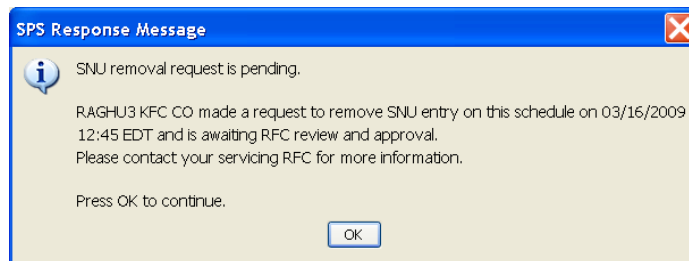 SPS Response Message
SNU removal request is pending.
RAGHU3 KFC CO made a request to remove SNU entry on this schedule on 03/16/2009
12:45 EDT and is awaiting RFC review and approval.
Please contact your servicing RFC for more information.
Press OK to continue.
OK